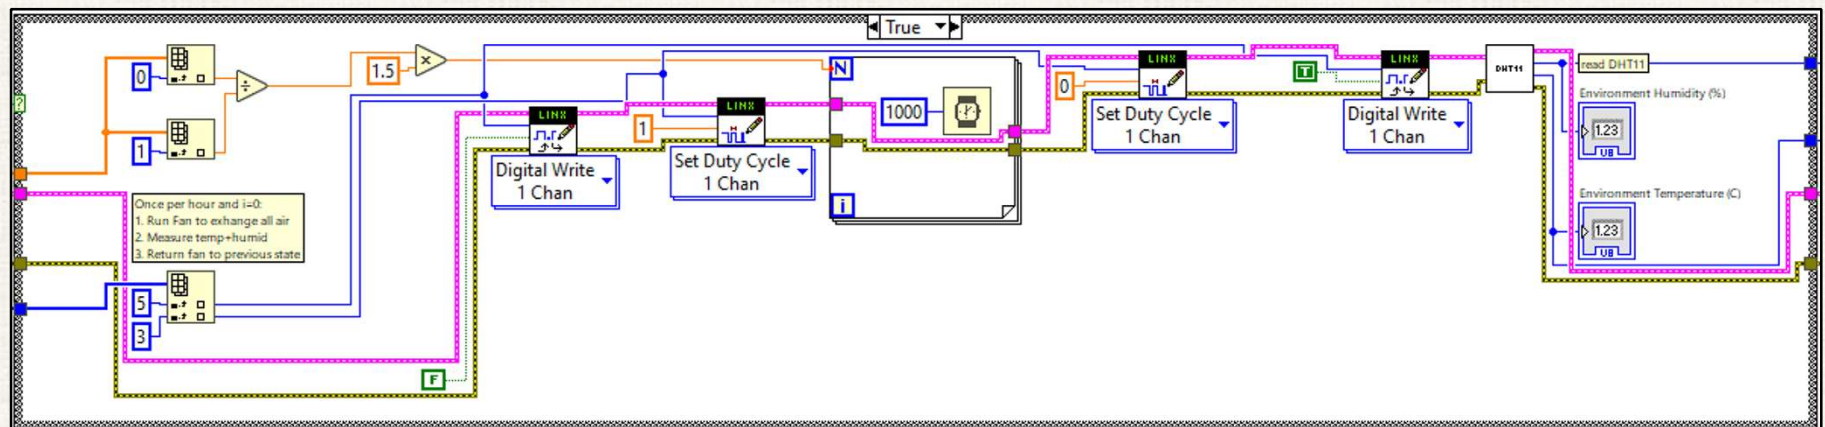 True
0
1
÷
1.5
×
Once per hour and i=0:
1. Run Fan to exhange all air
2. Measure temp+humid
3. Return fan to previous state
5
3
F
LINX
Digital Write
1 Chan
1
LINX
Set Duty Cycle
1 Chan
N
1000
i
0
LINX
Set Duty Cycle
1 Chan
T
LINX
Digital Write
1 Chan
DHT11
read DHT11
Environment Humidity (%)
1.23
U8
Environment Temperature (C)
1.23
U8
?